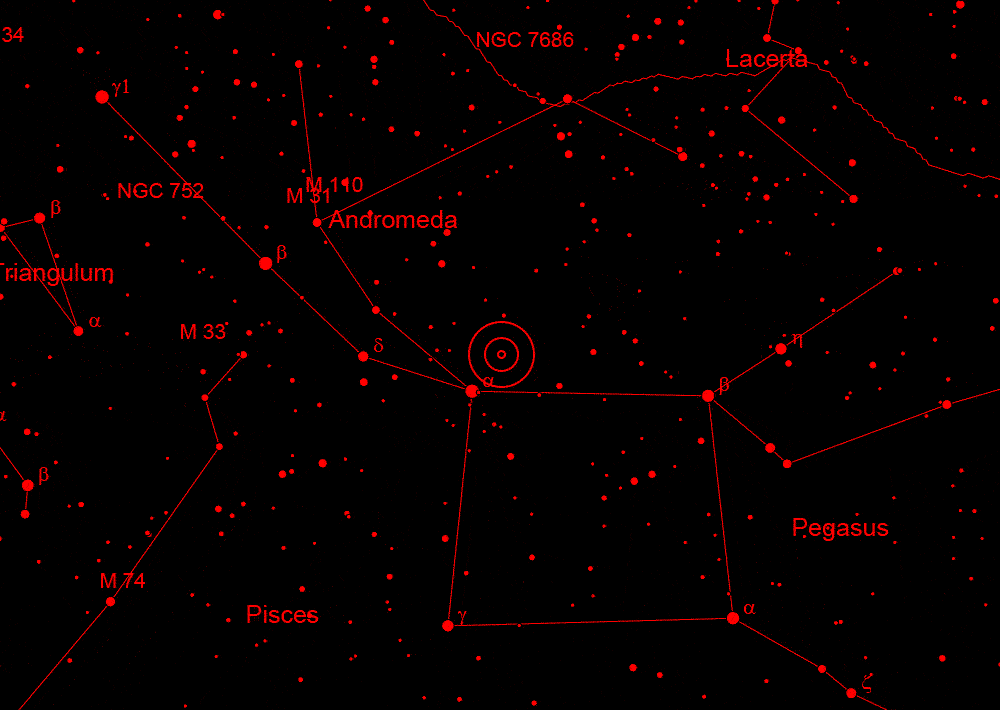 34
NGC 7686
Lacerta
γ1
M 110
NGC 752
M 31
β
Andromeda
β
Triangulum
α
M 33
δ
η
α
β
α
β
Pegasus
M 74
Pisces
γ
α
ζ